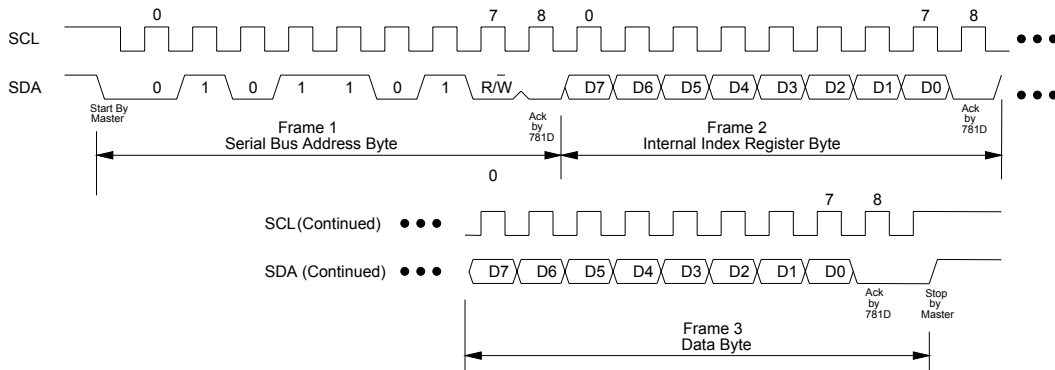 0 7 8 0 7 8
SCL
SDA
0 1 0 1 1 0 1 R/W̅ D7 D6 D5 D4 D3 D2 D1 D0
Start By
Master
Ack
by
781D
Ack
by
781D
Frame 1
Serial Bus Address Byte
Frame 2
Internal Index Register Byte
0
7 8
SCL (Continued)
SDA (Continued)
D7 D6 D5 D4 D3 D2 D1 D0
Ack
by
781D
Stop
by
Master
Frame 3
Data Byte